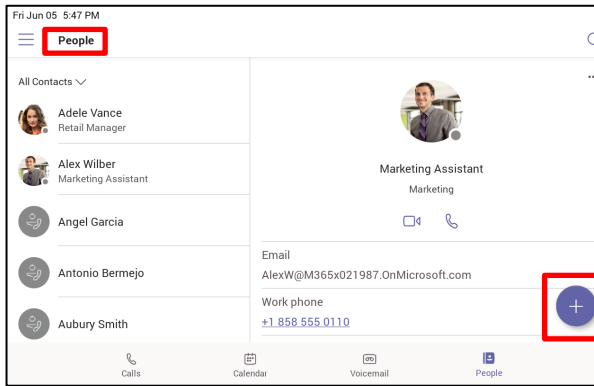 Fri Jun 05 5:47 PM
People
All Contacts
Adele Vance
Retail Manager
Alex Wilber
Marketing Assistant
Angel Garcia
Antonio Bermejo
Aubury Smith
Marketing Assistant
Marketing
Email
AlexW@M365x021987.OnMicrosoft.com
Work phone
+1 858 555 0110
Calls
Calendar
Voicemail
People